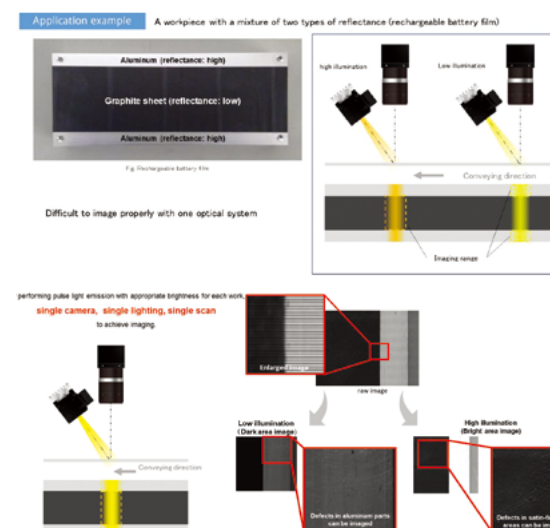 Application example
A workpiece with a mixture of two types of reflectance (rechargeable battery film)
Aluminum (reflectance: high)
Graphite sheet (reflectance: low)
Aluminum (reflectance: high)
E.g. Rechargeable battery film
high illumination
Low illumination
Conveying direction
Imaging range
Difficult to image properly with one optical system
performing pulse light emission with appropriate brightness for each work,
single camera, single lighting, single scan
to achieve imaging.
Conveying direction
Enlarged image
raw image
Low illumination
(Dark area image)
High illumination
(Bright area image)
Defects in aluminum parts
can be imaged
Defects in satin-fi
areas can be im